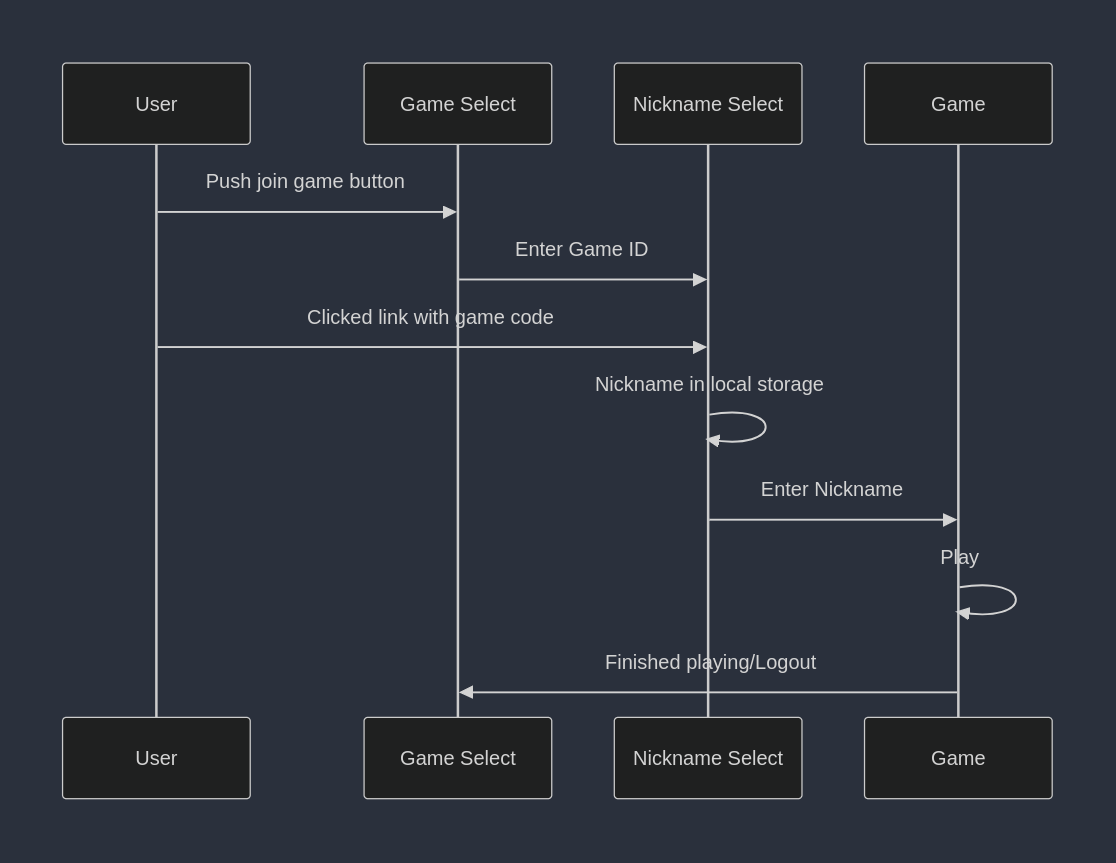 User
Game Select
Nickname Select
Game
Push join game button
Enter Game ID
Clicked link with game code
Nickname in local storage
Enter Nickname
Play
Finished playing/Logout
User
Game Select
Nickname Select
Game